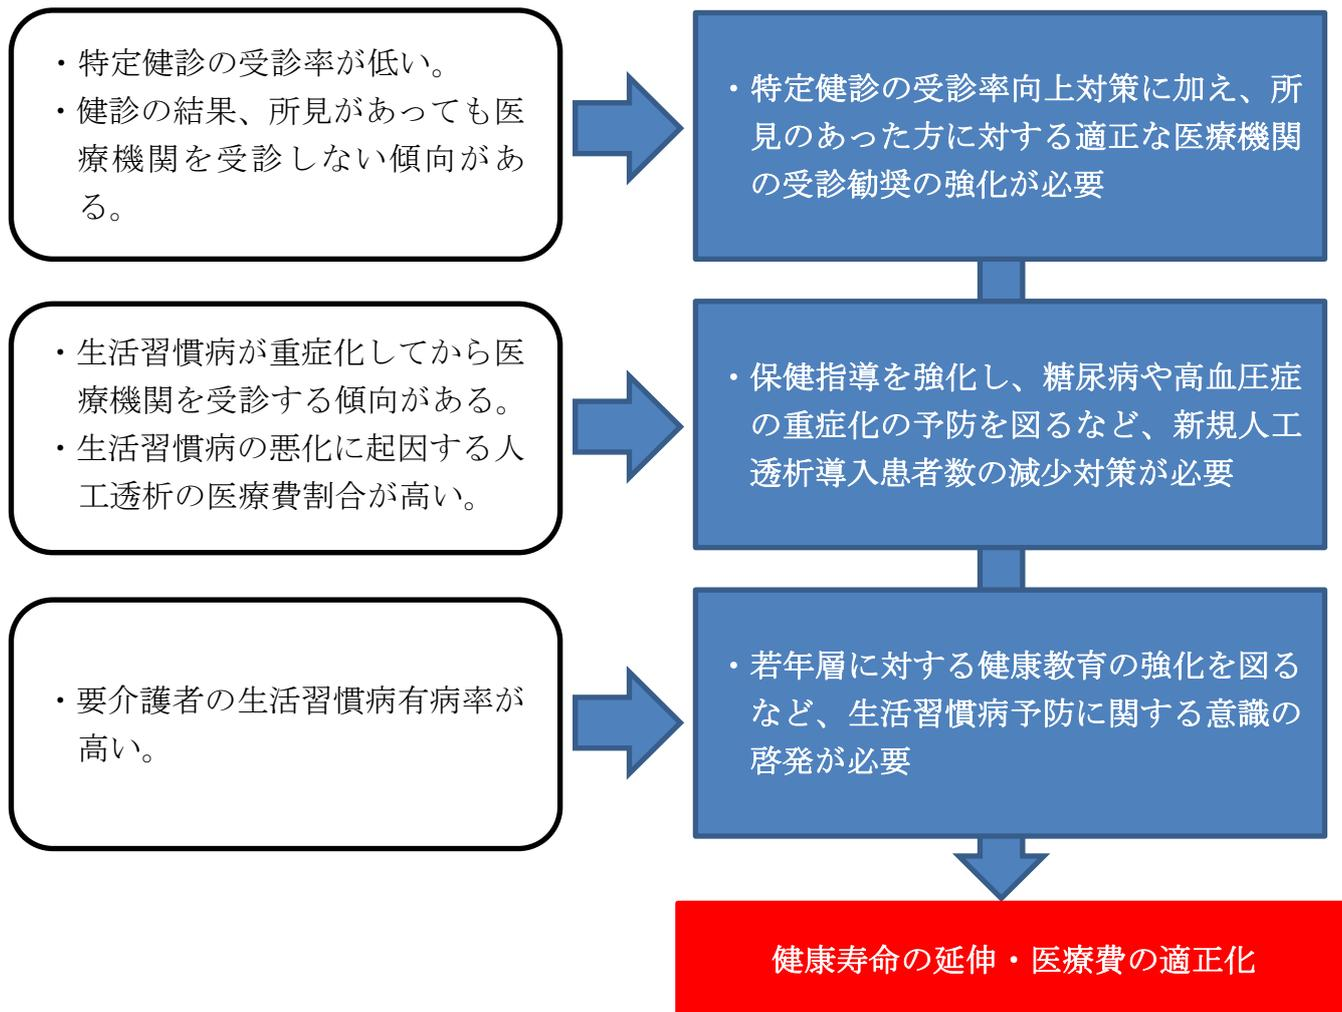 ・特定健診の受診率が低い。
・健診の結果、所見があっても医
療機関を受診しない傾向があ
る。
・特定健診の受診率向上対策に加え、所
見のあった方に対する適正な医療機関
の受診勧奨の強化が必要
・生活習慣病が重症化してから医
療機関を受診する傾向がある。
・生活習慣病の悪化に起因する人
工透析の医療費割合が高い。
・保健指導を強化し、糖尿病や高血圧症
の重症化の予防を図るなど、新規人工
透析導入患者数の減少対策が必要
・要介護者の生活習慣病有病率が
高い。
・若年層に対する健康教育の強化を図る
など、生活習慣病予防に関する意識の
啓発が必要
健康寿命の延伸・医療費の適正化